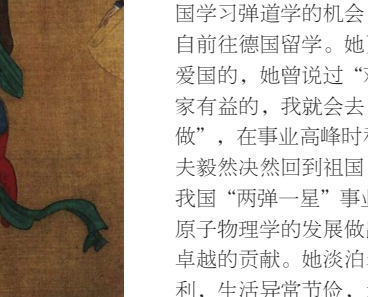 国学习弹道学的机会
自前往德国留学。她
爱国的，她曾说过“
家有益的，我就会去
做”，在事业高峰时
夫毅然决然回到祖国
我国“两弹一星”事业
原子物理学的发展做
卓越的贡献。她淡泊
利，生活异常节俭，